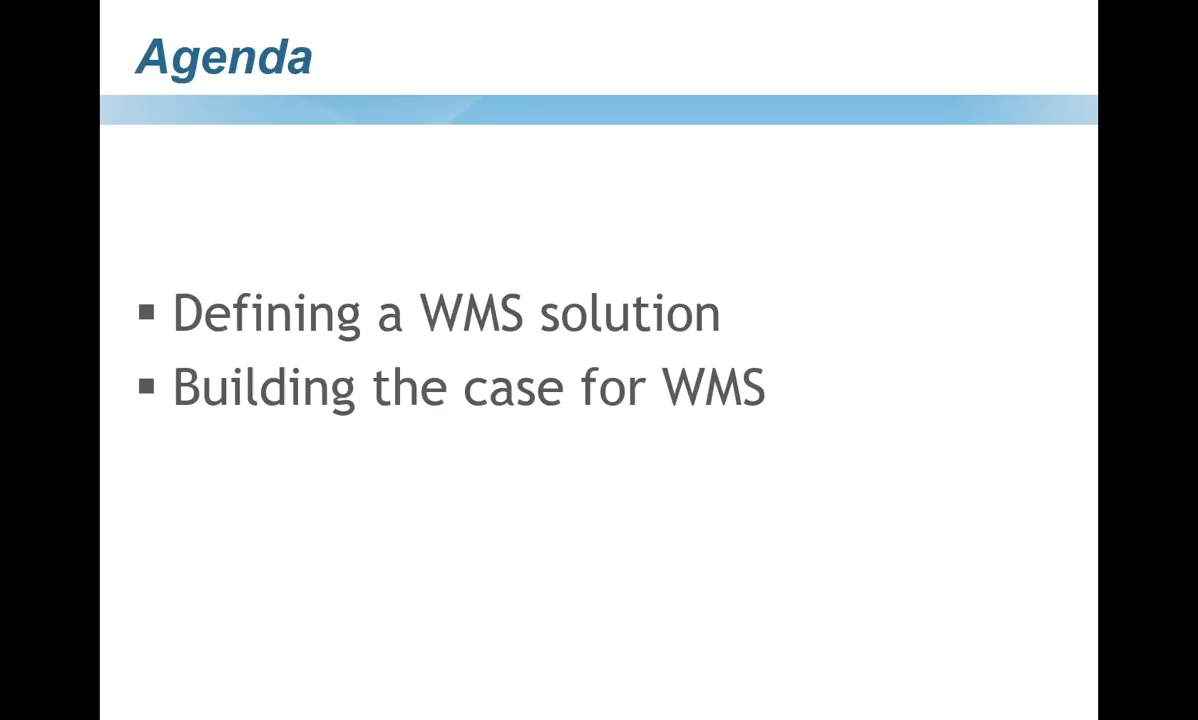 Agenda
▪ Defining a WMS solution
▪ Building the case for WMS